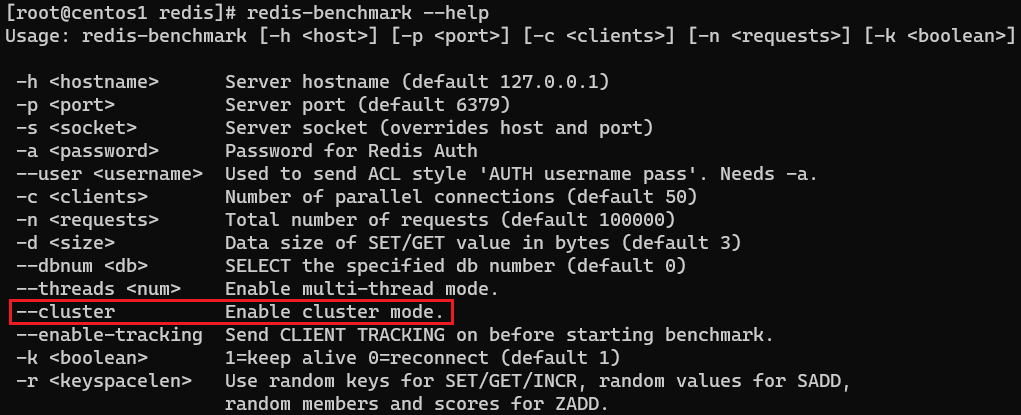 [root@centos1 redis]# redis-benchmark --help
Usage: redis-benchmark [-h <host>] [-p <port>] [-c <clients>] [-n <requests>] [-k <boolean>]
-h <hostname> Server hostname (default 127.0.0.1)
-p <port> Server port (default 6379)
-s <socket> Server socket (overrides host and port)
-a <password> Password for Redis Auth
--user <username> Used to send ACL style 'AUTH username pass'. Needs -a.
-c <clients> Number of parallel connections (default 50)
-n <requests> Total number of requests (default 100000)
-d <size> Data size of SET/GET value in bytes (default 3)
--dbnum <db> SELECT the specified db number (default 0)
--threads <num> Enable multi-thread mode.
--cluster Enable cluster mode.
--enable-tracking Send CLIENT TRACKING on before starting benchmark.
-k <boolean> 1=keep alive 0=reconnect (default 1)
-r <keyspacelen> Use random keys for SET/GET/INCR, random values for SADD,
random members and scores for ZADD.